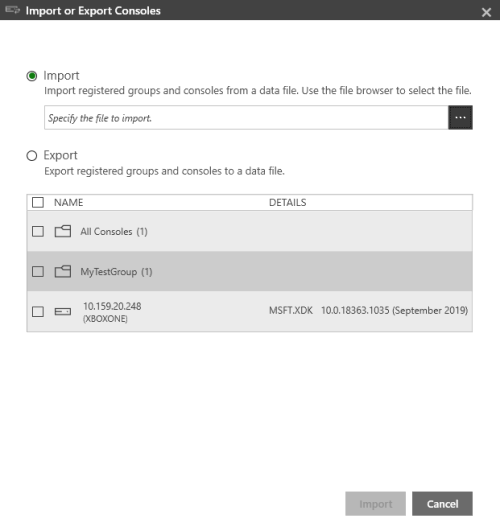 Import or Export Consoles
Import
Import registered groups and consoles from a data file. Use the file browser to select the file.
Specify the file to import.
...
Export
Export registered groups and consoles to a data file.
NAME DETAILS
All Consoles (1)
MyTestGroup (1)
10.159.20.248 MSFT.XDK 10.0.18363.1035 (September 2019)
(XBOXONE)
Import Cancel